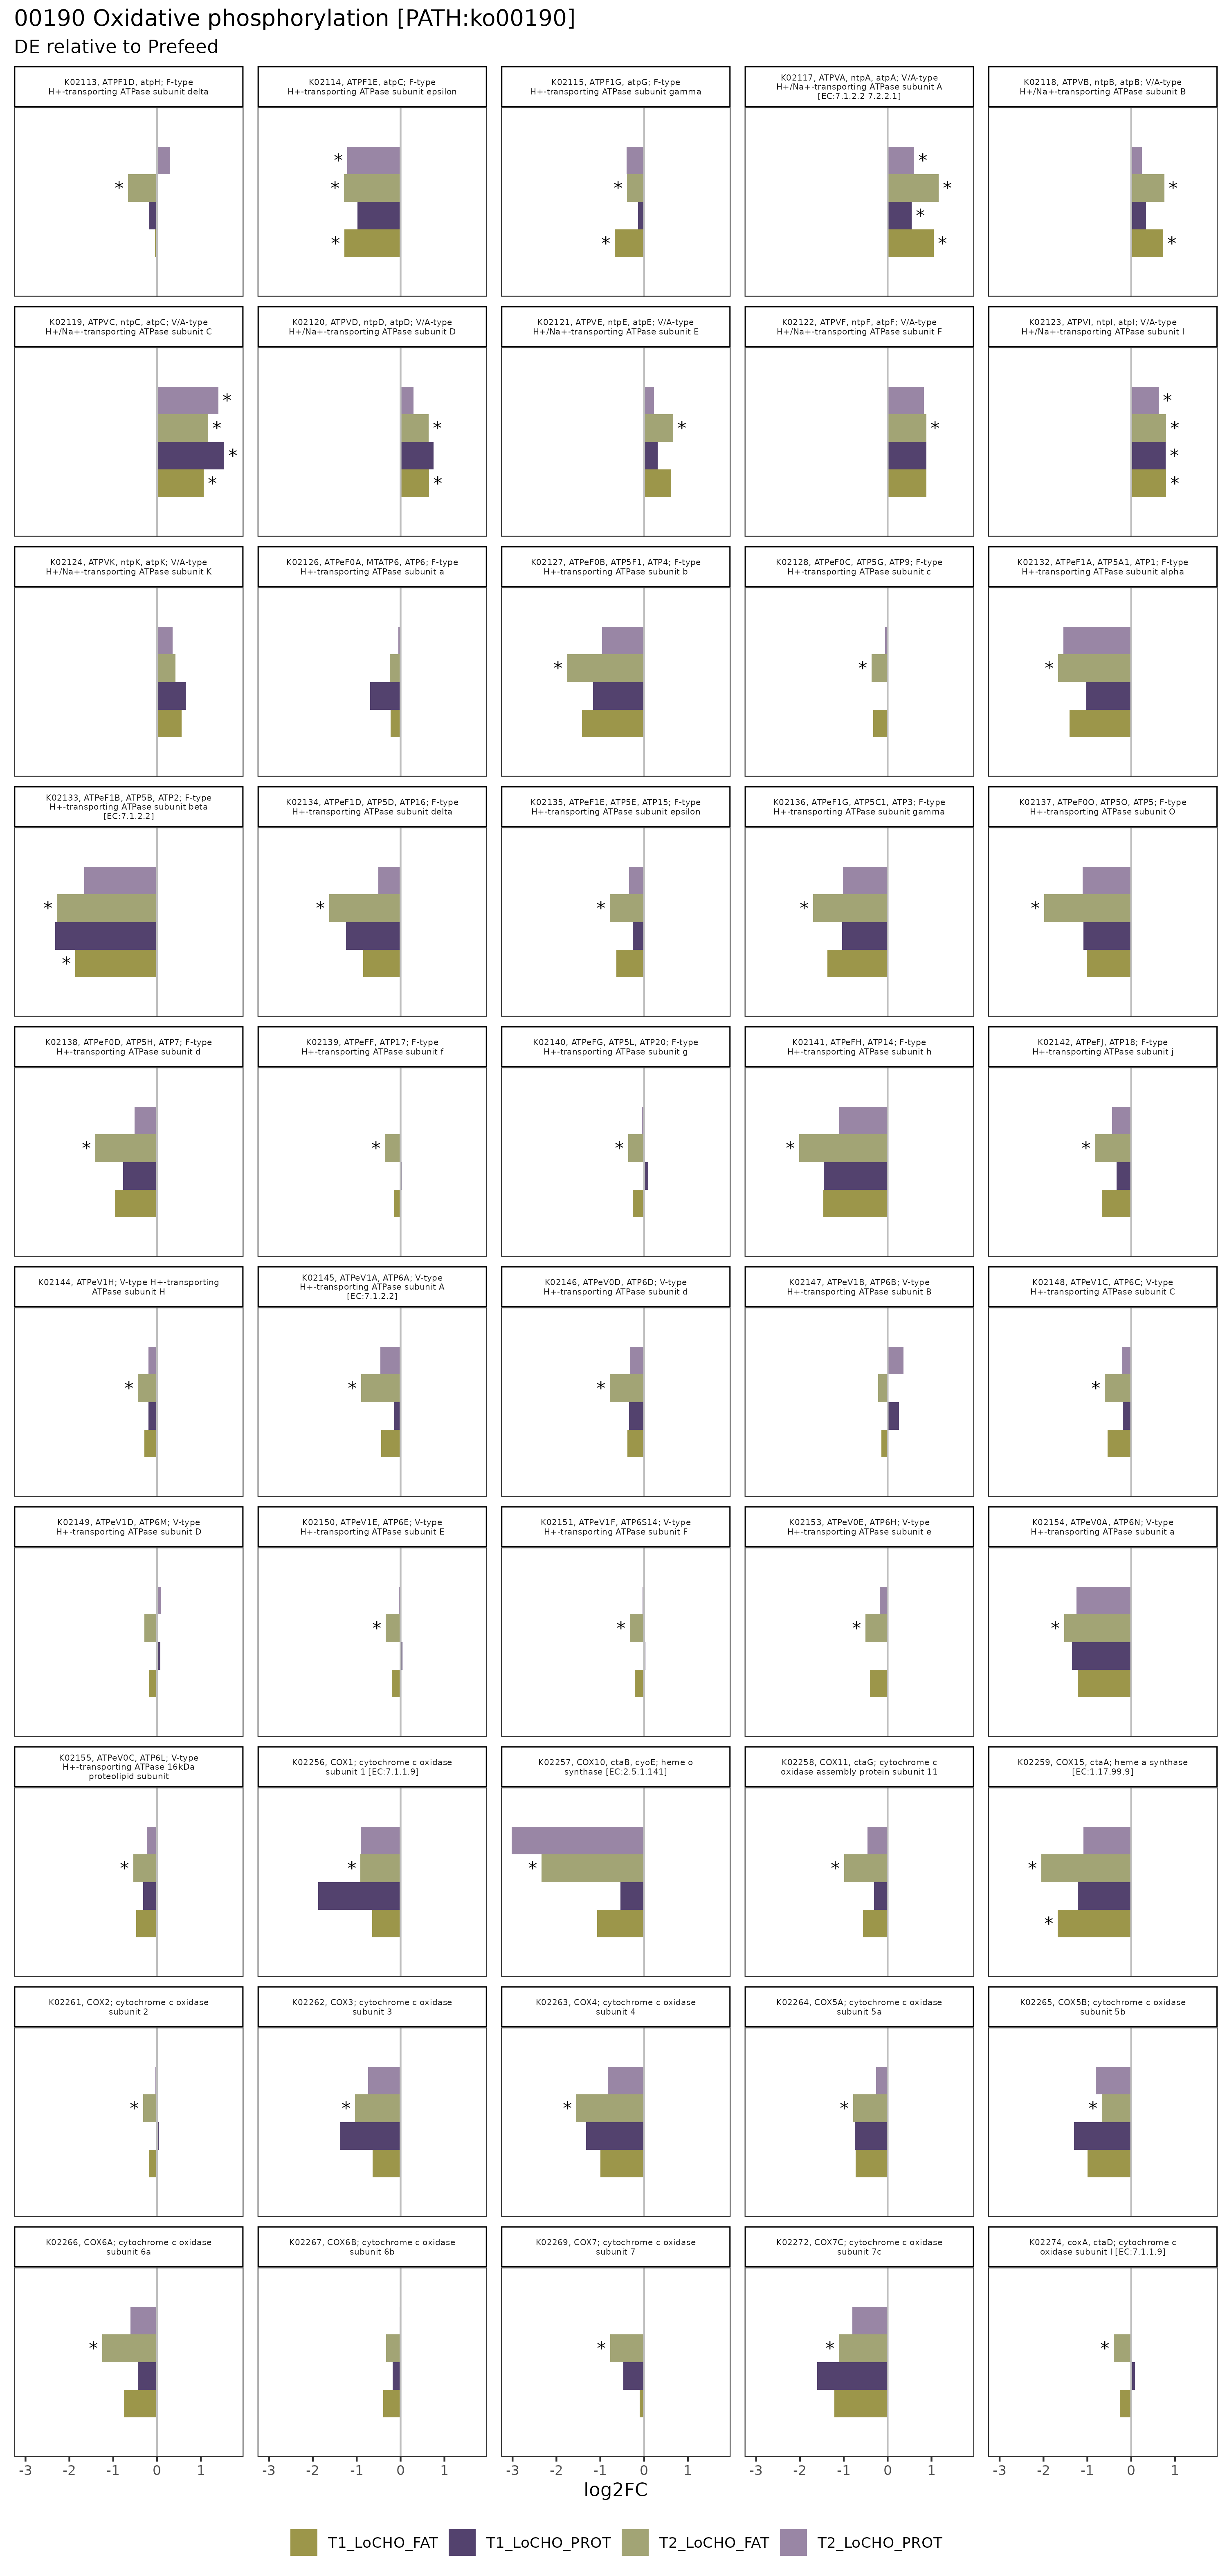 00190 Oxidative phosphorylation [PATH:ko00190]
DE relative to Prefeed
K02113, ATPF1D, atpH; F-type
H+-transporting ATPase subunit delta
K02114, ATPF1E, atpC; F-type
H+-transporting ATPase subunit epsilon
K02115, ATPF1G, atpG; F-type
H+-transporting ATPase subunit gamma
K02117, ATPVA, ntpA, atpA; V/A-type
H+/Na+-transporting ATPase subunit A
[EC:7.1.2.2 7.2.2.1]
K02118, ATPVB, ntpB, atpB; V/A-type
H+/Na+-transporting ATPase subunit B
*
*
*
*
*
*
*
*
*
*
*
*
K02119, ATPVC, ntpC, atpC; V/A-type
H+/Na+-transporting ATPase subunit C
K02120, ATPVD, ntpD, atpD; V/A-type
H+/Na+-transporting ATPase subunit D
K02121, ATPVE, ntpE, atpE; V/A-type
H+/Na+-transporting ATPase subunit E
K02122, ATPVF, ntpF, atpF; V/A-type
H+/Na+-transporting ATPase subunit F
K02123, ATPVI, ntpI, atpI; V/A-type
H+/Na+-transporting ATPase subunit I
*
*
*
*
*
*
*
*
*
*
*
*
K02124, ATPVK, ntpK, atpK; V/A-type
H+/Na+-transporting ATPase subunit K
K02126, ATPeF0A, MTATP6, ATP6; F-type
H+-transporting ATPase subunit a
K02127, ATPeF0B, ATP5F1, ATP4; F-type
H+-transporting ATPase subunit b
K02128, ATPeF0C, ATP5G, ATP9; F-type
H+-transporting ATPase subunit c
K02132, ATPeF1A, ATP5A1, ATP1; F-type
H+-transporting ATPase subunit alpha
*
*
*
K02133, ATPeF1B, ATP5B, ATP2; F-type
H+-transporting ATPase subunit beta
[EC:7.1.2.2]
K02134, ATPeF1D, ATP5D, ATP16; F-type
H+-transporting ATPase subunit delta
K02135, ATPeF1E, ATP5E, ATP15; F-type
H+-transporting ATPase subunit epsilon
K02136, ATPeF1G, ATP5C1, ATP3; F-type
H+-transporting ATPase subunit gamma
K02137, ATPeF0O, ATP5O, ATP5; F-type
H+-transporting ATPase subunit O
*
*
*
*
*
*
K02138, ATPeF0D, ATP5H, ATP7; F-type
H+-transporting ATPase subunit d
K02139, ATPeFF, ATP17; F-type
H+-transporting ATPase subunit f
K02140, ATPeFG, ATP5L, ATP20; F-type
H+-transporting ATPase subunit g
K02141, ATPeFH, ATP14; F-type
H+-transporting ATPase subunit h
K02142, ATPeFJ, ATP18; F-type
H+-transporting ATPase subunit j
*
*
*
*
*
K02144, ATPeV1H; V-type H+-transporting
ATPase subunit H
K02145, ATPeV1A, ATP6A; V-type
H+-transporting ATPase subunit A
[EC:7.1.2.2]
K02146, ATPeV0D, ATP6D; V-type
H+-transporting ATPase subunit d
K02147, ATPeV1B, ATP6B; V-type
H+-transporting ATPase subunit B
K02148, ATPeV1C, ATP6C; V-type
H+-transporting ATPase subunit C
*
*
*
*
K02149, ATPeV1D, ATP6M; V-type
H+-transporting ATPase subunit D
K02150, ATPeV1E, ATP6E; V-type
H+-transporting ATPase subunit E
K02151, ATPeV1F, ATP6S14; V-type
H+-transporting ATPase subunit F
K02153, ATPeV0E, ATP6H; V-type
H+-transporting ATPase subunit e
K02154, ATPeV0A, ATP6N; V-type
H+-transporting ATPase subunit a
*
*
*
*
K02155, ATPeV0C, ATP6L; V-type
H+-transporting ATPase 16kDa
proteolipid subunit
K02256, COX1; cytochrome c oxidase
subunit 1 [EC:7.1.1.9]
K02257, COX10, ctaB, cyoE; heme o
synthase [EC:2.5.1.141]
K02258, COX11, ctaG; cytochrome c
oxidase assembly protein subunit 11
K02259, COX15, ctaA; heme a synthase
[EC:1.17.99.9]
*
*
*
*
*
*
K02261, COX2; cytochrome c oxidase
subunit 2
K02262, COX3; cytochrome c oxidase
subunit 3
K02263, COX4; cytochrome c oxidase
subunit 4
K02264, COX5A; cytochrome c oxidase
subunit 5a
K02265, COX5B; cytochrome c oxidase
subunit 5b
*
*
*
*
*
K02266, COX6A; cytochrome c oxidase
subunit 6a
K02267, COX6B; cytochrome c oxidase
subunit 6b
K02269, COX7; cytochrome c oxidase
subunit 7
K02272, COX7C; cytochrome c oxidase
subunit 7c
K02274, coxA, ctaD; cytochrome c
oxidase subunit I [EC:7.1.1.9]
*
*
*
*
-3 -2 -1 0 1 -3 -2 -1 0 1 -3 -2 -1 0 1 -3 -2 -1 0 1 -3 -2 -1 0 1
log2FC
T1_LoCHO_FAT T1_LoCHO_PROT T2_LoCHO_FAT T2_LoCHO_PROT